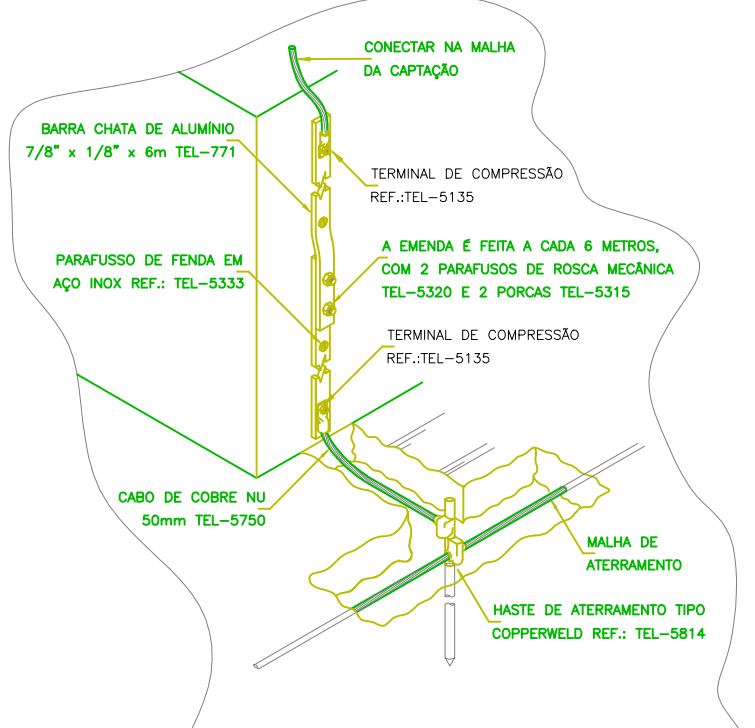 CONECTAR NA MALHA
DA CAPTAÇÃO
BARRA CHATA DE ALUMÍNIO
7/8" x 1/8" x 6m TEL-771
TERMINAL DE COMPRESSÃO
REF.:TEL-5135
PARAFUSSO DE FENDA EM
AÇO INOX REF.: TEL-5333
A EMENDA É FEITA A CADA 6 METROS,
COM 2 PARAFUSOS DE ROSCA MECÂNICA
TEL-5320 E 2 PORCAS TEL-5315
TERMINAL DE COMPRESSÃO
REF.:TEL-5135
CABO DE COBRE NU
50mm TEL-5750
MALHA DE
ATERRAMENTO
HASTE DE ATERRAMENTO TIPO
COPPERWELD REF.: TEL-5814